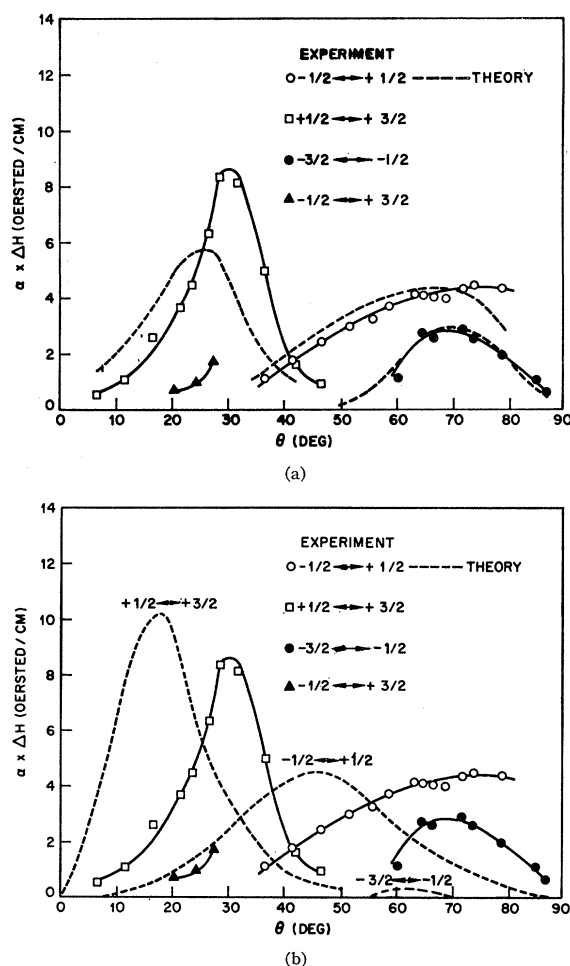 EXPERIMENT
○ -1/2 ↔ + 1/2 ------ THEORY
□ +1/2 ↔ + 3/2
● -3/2 ↔ -1/2
▲ -1/2 ↔ + 3/2
α x ΔH (OERSTED / CM)
14
12
10
8
6
4
2
0
0 10 20 30 40 50 60 70 80 90
θ (DEG)
(a)
EXPERIMENT
○ -1/2 ↔ + 1/2 ------ THEORY
□ +1/2 ↔ + 3/2
● -3/2 ↔ -1/2
▲ -1/2 ↔ + 3/2
+1/2 ↔ +3/2
-1/2 ↔ +1/2
-3/2 ↔ -1/2
α x ΔH (OERSTED / CM)
14
12
10
8
6
4
2
0
0 10 20 30 40 50 60 70 80 90
θ (DEG)
(b)